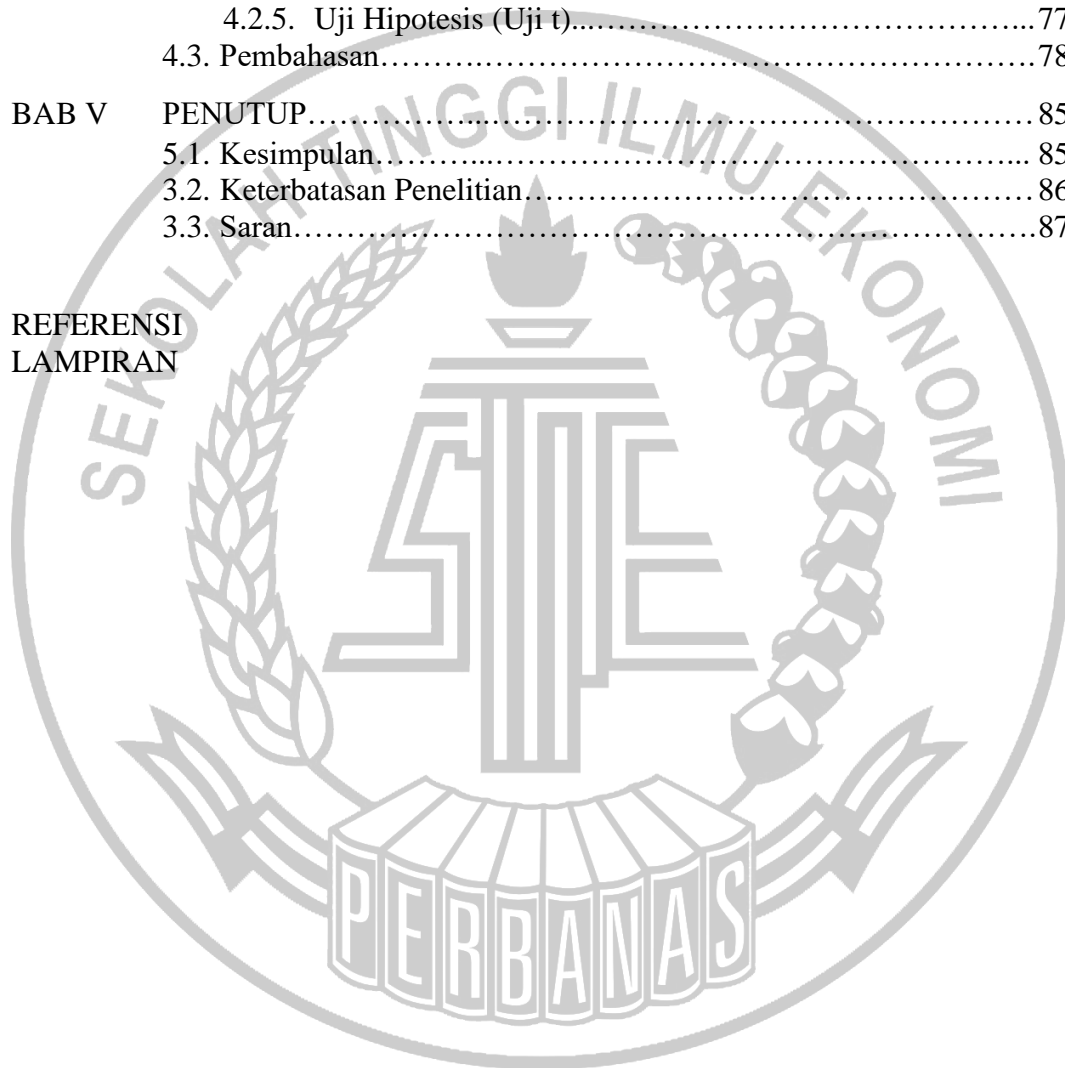 4.2.5. Uji Hipotesis (Uji t)...……………………………………...77
4.3. Pembahasan……….……………………………………………….78
BAB V PENUTUP…………………………………………………………85
5.1. Kesimpulan………...……………………………………………... 85
3.2. Keterbatasan Penelitian…………………………………………… 86
3.3. Saran……………………………………………………………….87
REFERENSI
LAMPIRAN
SEKOLAH TINGGI ILMU EKONOMI
STIE
PERBANAS